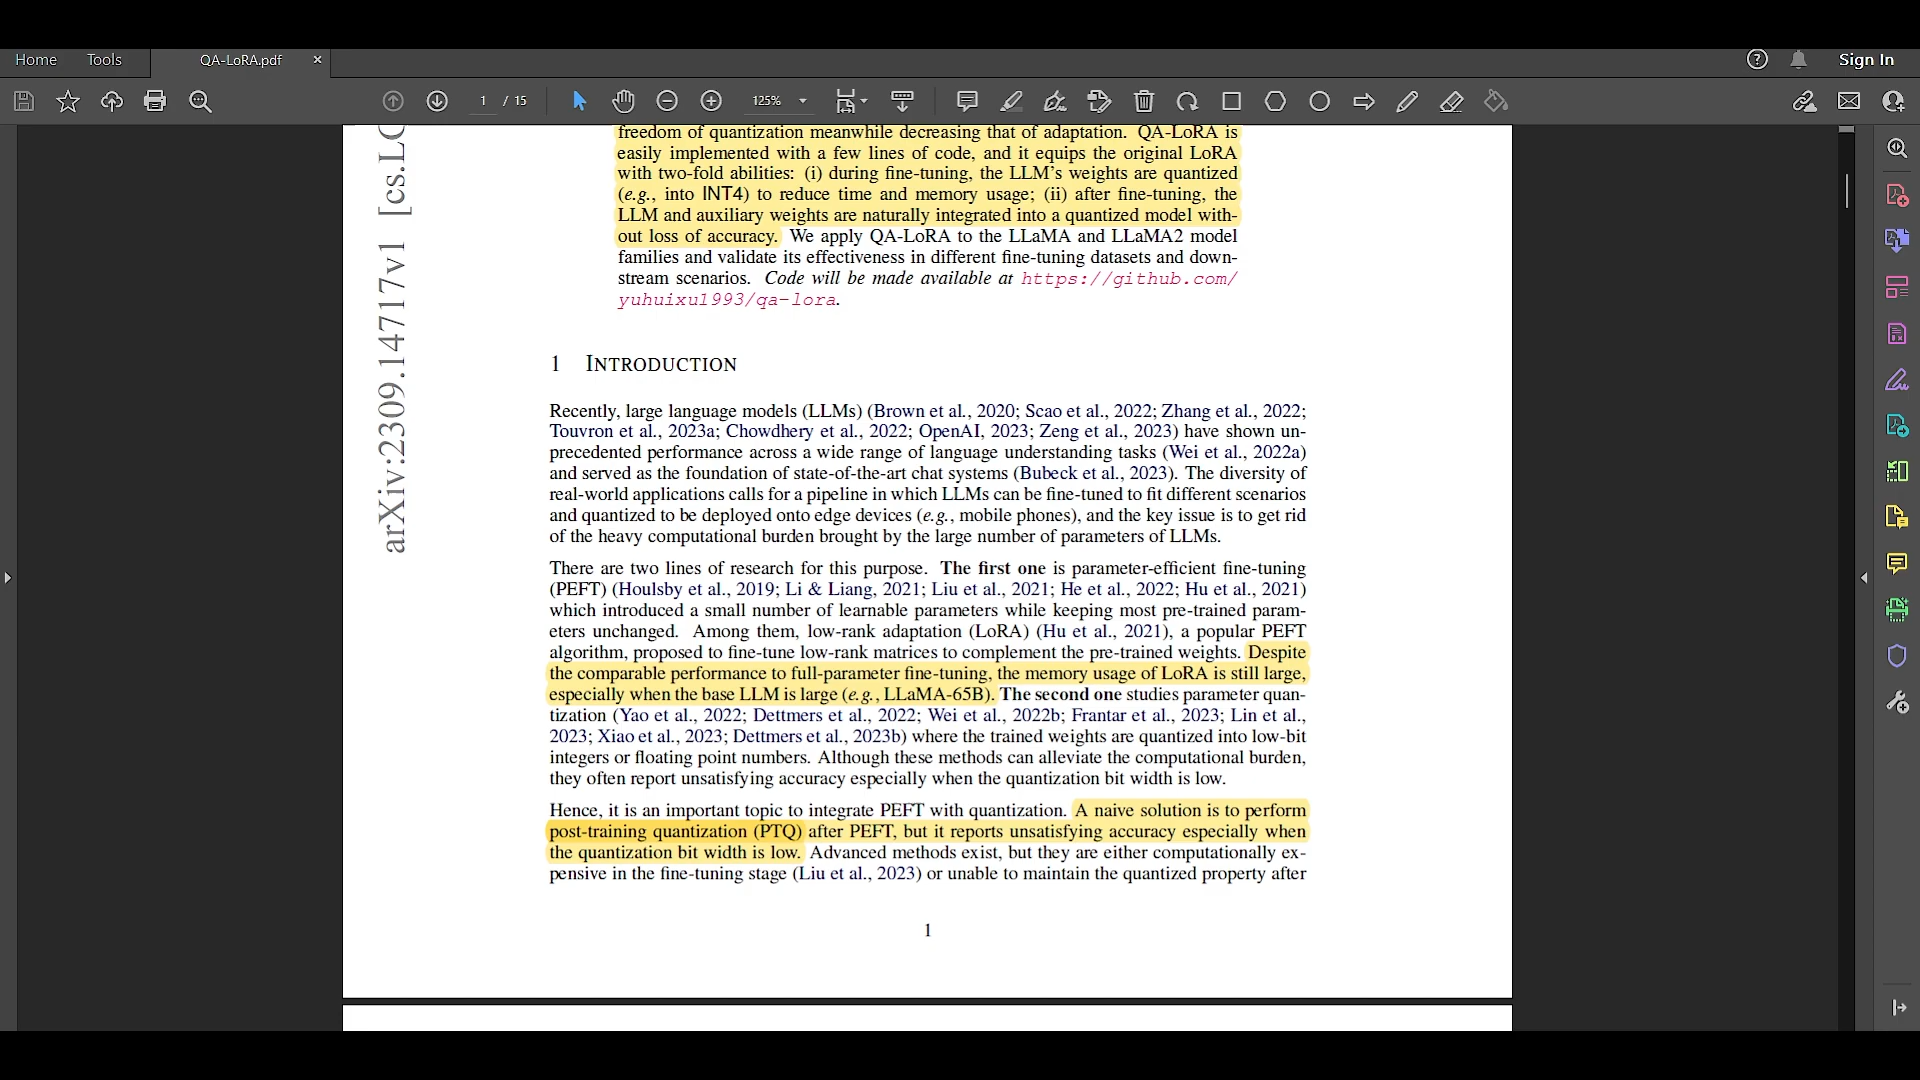 Home Tools QA-LoRA.pdf × Sign In
1 / 15 125%
arXiv:2309.14717v1 [cs.LG
freedom of quantization meanwhile decreasing that of adaptation. QA-LoRA is
easily implemented with a few lines of code, and it equips the original LoRA
with two-fold abilities: (i) during fine-tuning, the LLM's weights are quantized
(e.g., into INT4) to reduce time and memory usage; (ii) after fine-tuning, the
LLM and auxiliary weights are naturally integrated into a quantized model with-
out loss of accuracy. We apply QA-LoRA to the LLaMA and LLaMA2 model
families and validate its effectiveness in different fine-tuning datasets and down-
stream scenarios. Code will be made available at https://github.com/
yuhuixu1993/qa-lora.
1 INTRODUCTION
Recently, large language models (LLMs) (Brown et al., 2020; Scao et al., 2022; Zhang et al., 2022;
Touvron et al., 2023a; Chowdhery et al., 2022; OpenAI, 2023; Zeng et al., 2023) have shown un-
precedented performance across a wide range of language understanding tasks (Wei et al., 2022a)
and served as the foundation of state-of-the-art chat systems (Bubeck et al., 2023). The diversity of
real-world applications calls for a pipeline in which LLMs can be fine-tuned to fit different scenarios
and quantized to be deployed onto edge devices (e.g., mobile phones), and the key issue is to get rid
of the heavy computational burden brought by the large number of parameters of LLMs.
There are two lines of research for this purpose. The first one is parameter-efficient fine-tuning
(PEFT) (Houlsby et al., 2019; Li & Liang, 2021; Liu et al., 2021; He et al., 2022; Hu et al., 2021)
which introduced a small number of learnable parameters while keeping most pre-trained param-
eters unchanged. Among them, low-rank adaptation (LoRA) (Hu et al., 2021), a popular PEFT
algorithm, proposed to fine-tune low-rank matrices to complement the pre-trained weights. Despite
the comparable performance to full-parameter fine-tuning, the memory usage of LoRA is still large,
especially when the base LLM is large (e.g., LLaMA-65B). The second one studies parameter quan-
tization (Yao et al., 2022; Dettmers et al., 2022; Wei et al., 2022b; Frantar et al., 2023; Lin et al.,
2023; Xiao et al., 2023; Dettmers et al., 2023b) where the trained weights are quantized into low-bit
integers or floating point numbers. Although these methods can alleviate the computational burden,
they often report unsatisfying accuracy especially when the quantization bit width is low.
Hence, it is an important topic to integrate PEFT with quantization. A naive solution is to perform
post-training quantization (PTQ) after PEFT, but it reports unsatisfying accuracy especially when
the quantization bit width is low. Advanced methods exist, but they are either computationally ex-
pensive in the fine-tuning stage (Liu et al., 2023) or unable to maintain the quantized property after
1